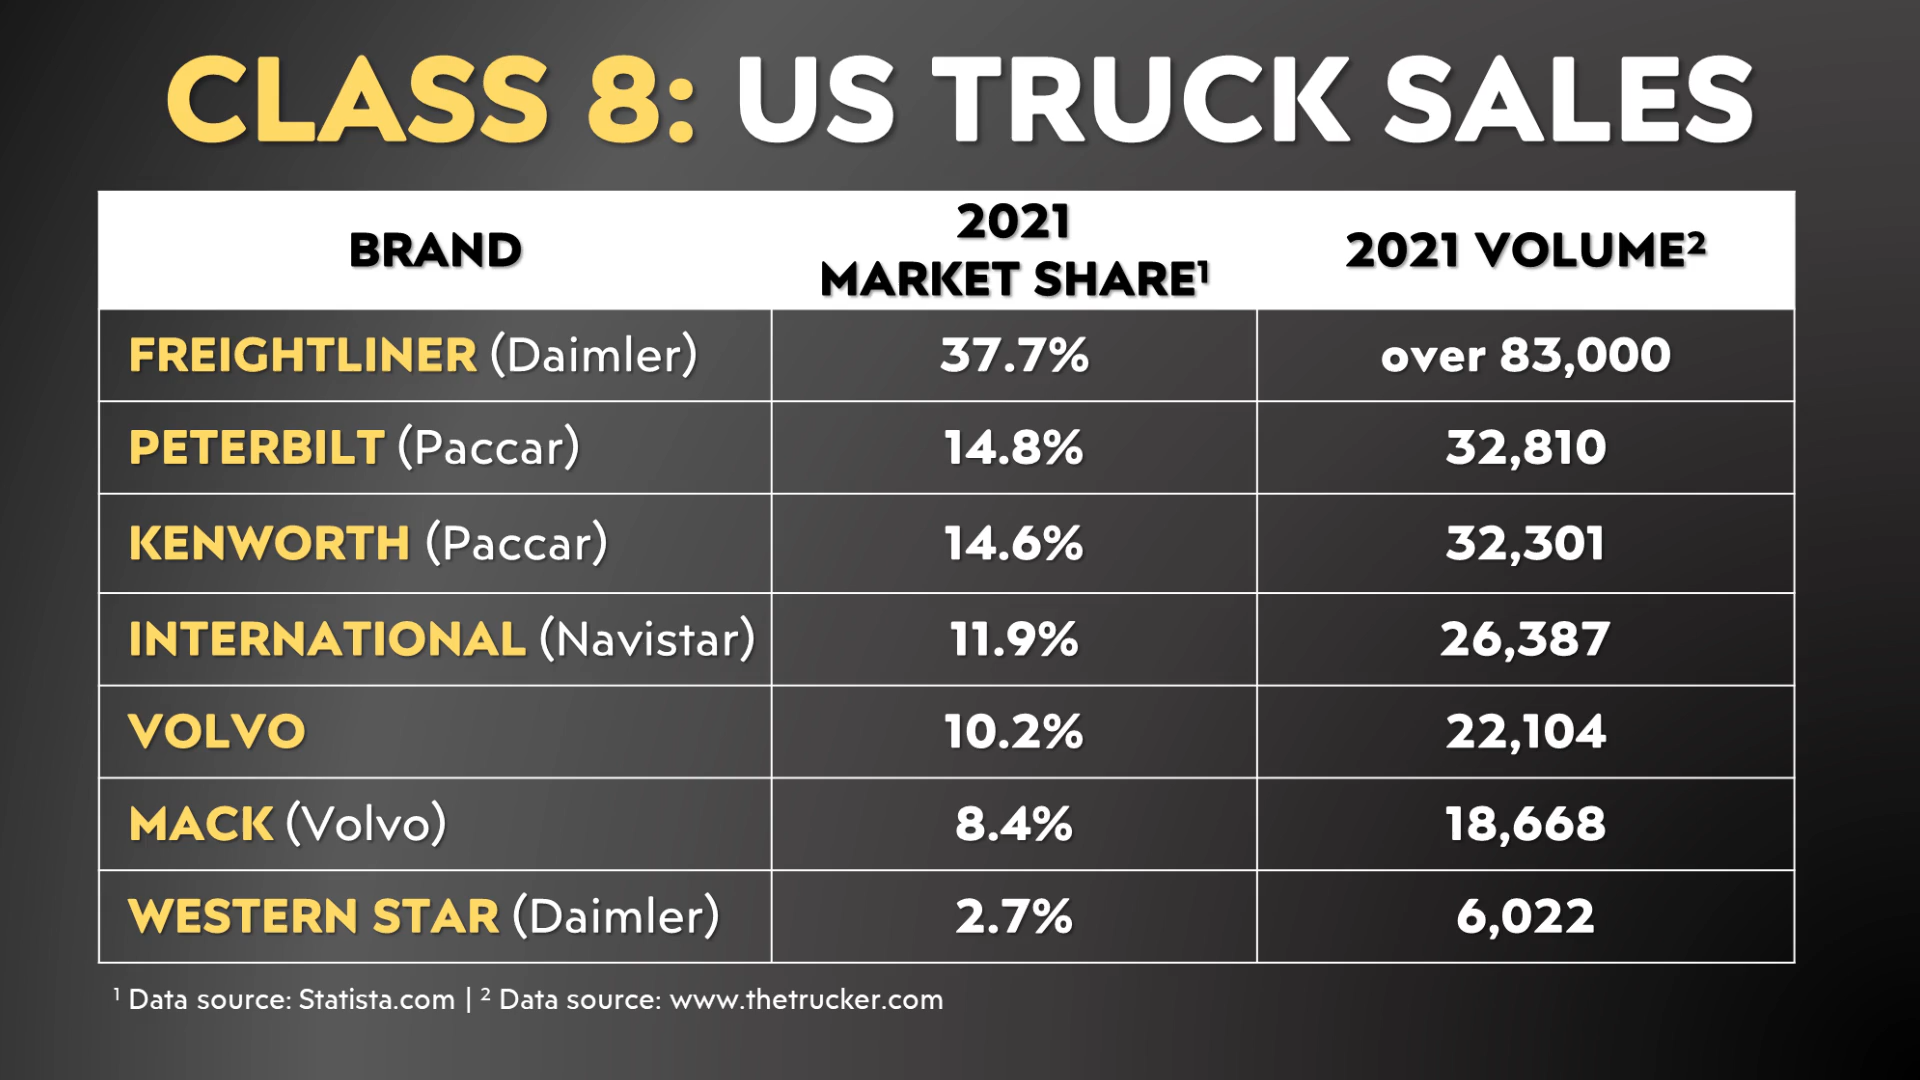 CLASS 8: US TRUCK SALES
BRAND
2021
MARKET SHARE¹
2021 VOLUME²
FREIGHTLINER (Daimler) 37.7% over 83,000
PETERBILT (Paccar) 14.8% 32,810
KENWORTH (Paccar) 14.6% 32,301
INTERNATIONAL (Navistar) 11.9% 26,387
VOLVO 10.2% 22,104
MACK (Volvo) 8.4% 18,668
WESTERN STAR (Daimler) 2.7% 6,022
¹ Data source: Statista.com | ² Data source: www.thetrucker.com